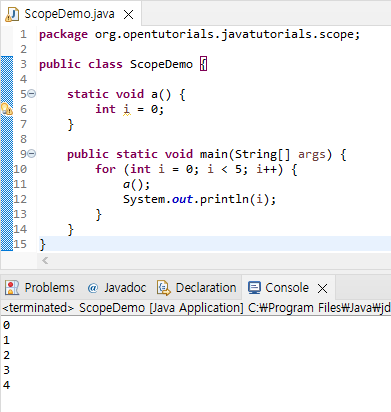 ScopeDemo.java
1 package org.opentutorials.javatutorials.scope;
2
3 public class ScopeDemo {
4
5 static void a() {
6 int i = 0;
7 }
8
9 public static void main(String[] args) {
10 for (int i = 0; i < 5; i++) {
11 a();
12 System.out.println(i);
13 }
14 }
15 }
Problems @ Javadoc Declaration Console
<terminated> ScopeDemo [Java Application] C:₩Program Files₩Java₩jd
0
1
2
3
4